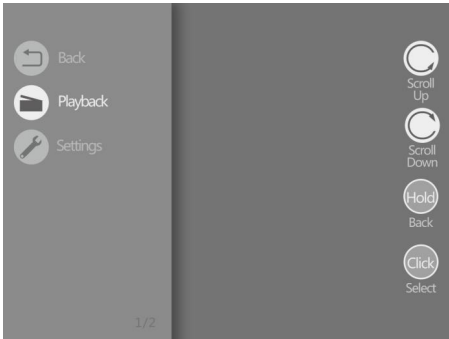 Back
Playback
Settings
1/2
Scroll
Up
Scroll
Down
Hold
Back
Click
Select